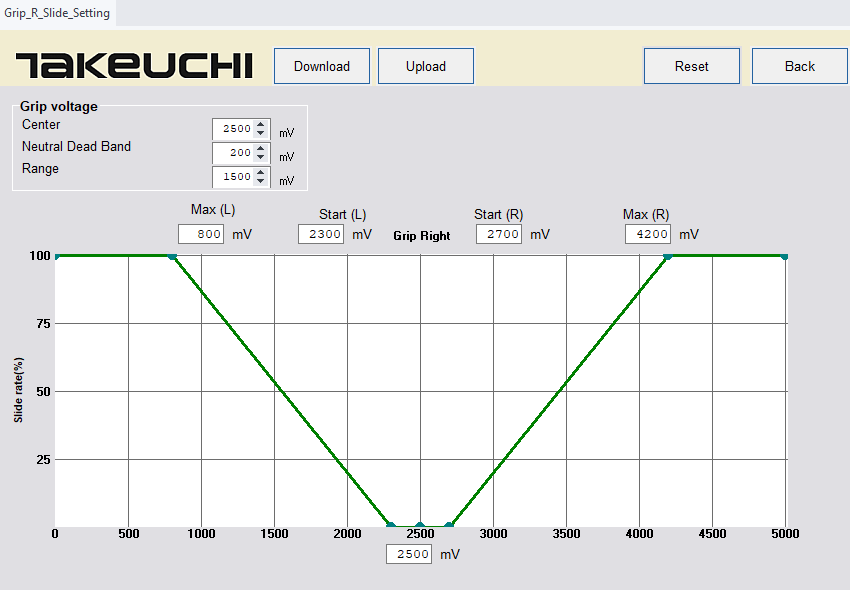 Grip_R_Slide_Setting
TAKEUCHI
Download
Upload
Reset
Back
Grip voltage
Center 2500 mV
Neutral Dead Band 200 mV
Range 1500 mV
Max (L) Start (L) Start (R) Max (R)
800 mV 2300 mV Grip Right 2700 mV 4200 mV
100
75
50
25
Slide rate(%)
0 500 1000 1500 2000 2500 3000 3500 4000 4500 5000
2500 mV